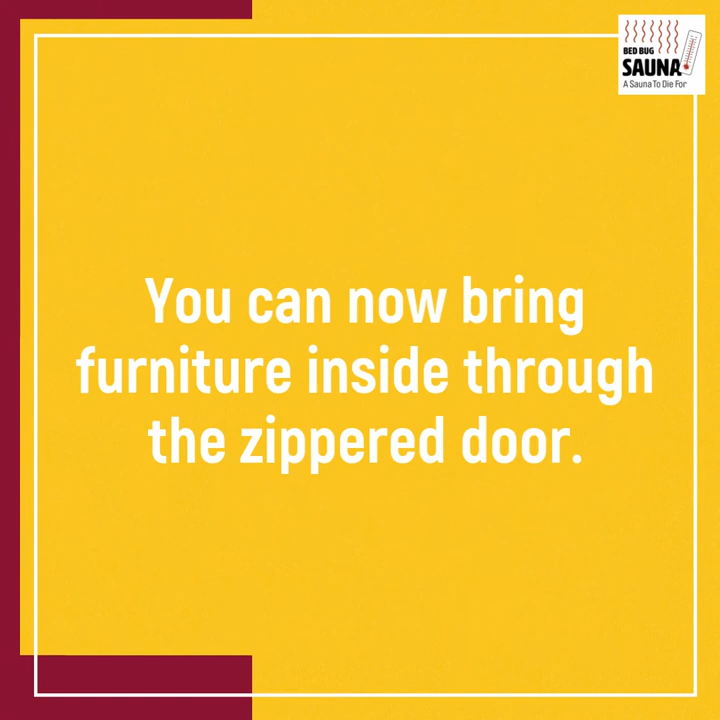 BED BUG
SAUNA
A Sauna To Die For
You can now bring
furniture inside through
the zippered door.